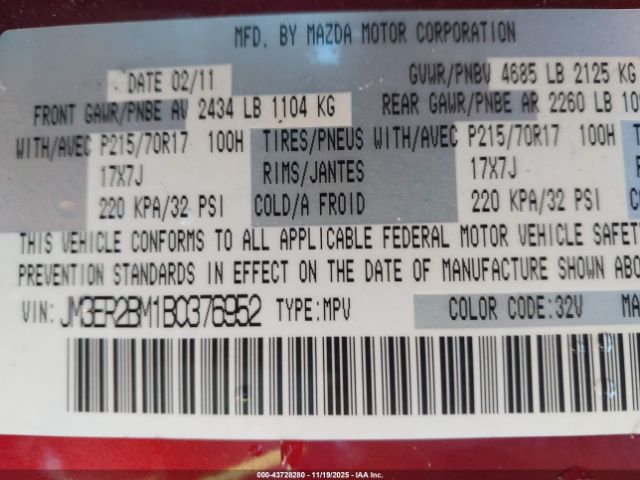 MFD. BY MAZDA MOTOR CORPORATION
DATE 02/11 GVWR/PNBV 4685 LB 2125 KG
FRONT GAWR/PNBE AV 2434 LB 1104 KG REAR GAWR/PNBE AR 2260 LB
WITH/AVEC P215/70R17 100H TIRES/PNEUS WITH/AVEC P215/70R17 100H
17X7J RIMS/JANTES 17X7J
220 KPA/32 PSI COLD/A FROID 220 KPA/32 PSI
THIS VEHICLE CONFORMS TO ALL APPLICABLE FEDERAL MOTOR VEHICLE
PREVENTION STANDARDS IN EFFECT ON THE DATE OF MANUFACTURE SHOWN
VIN: JM3ER2BM1B0376952 TYPE:MPV COLOR CODE:32V
000-43728280 - 11/19/2025 - IAA Inc.